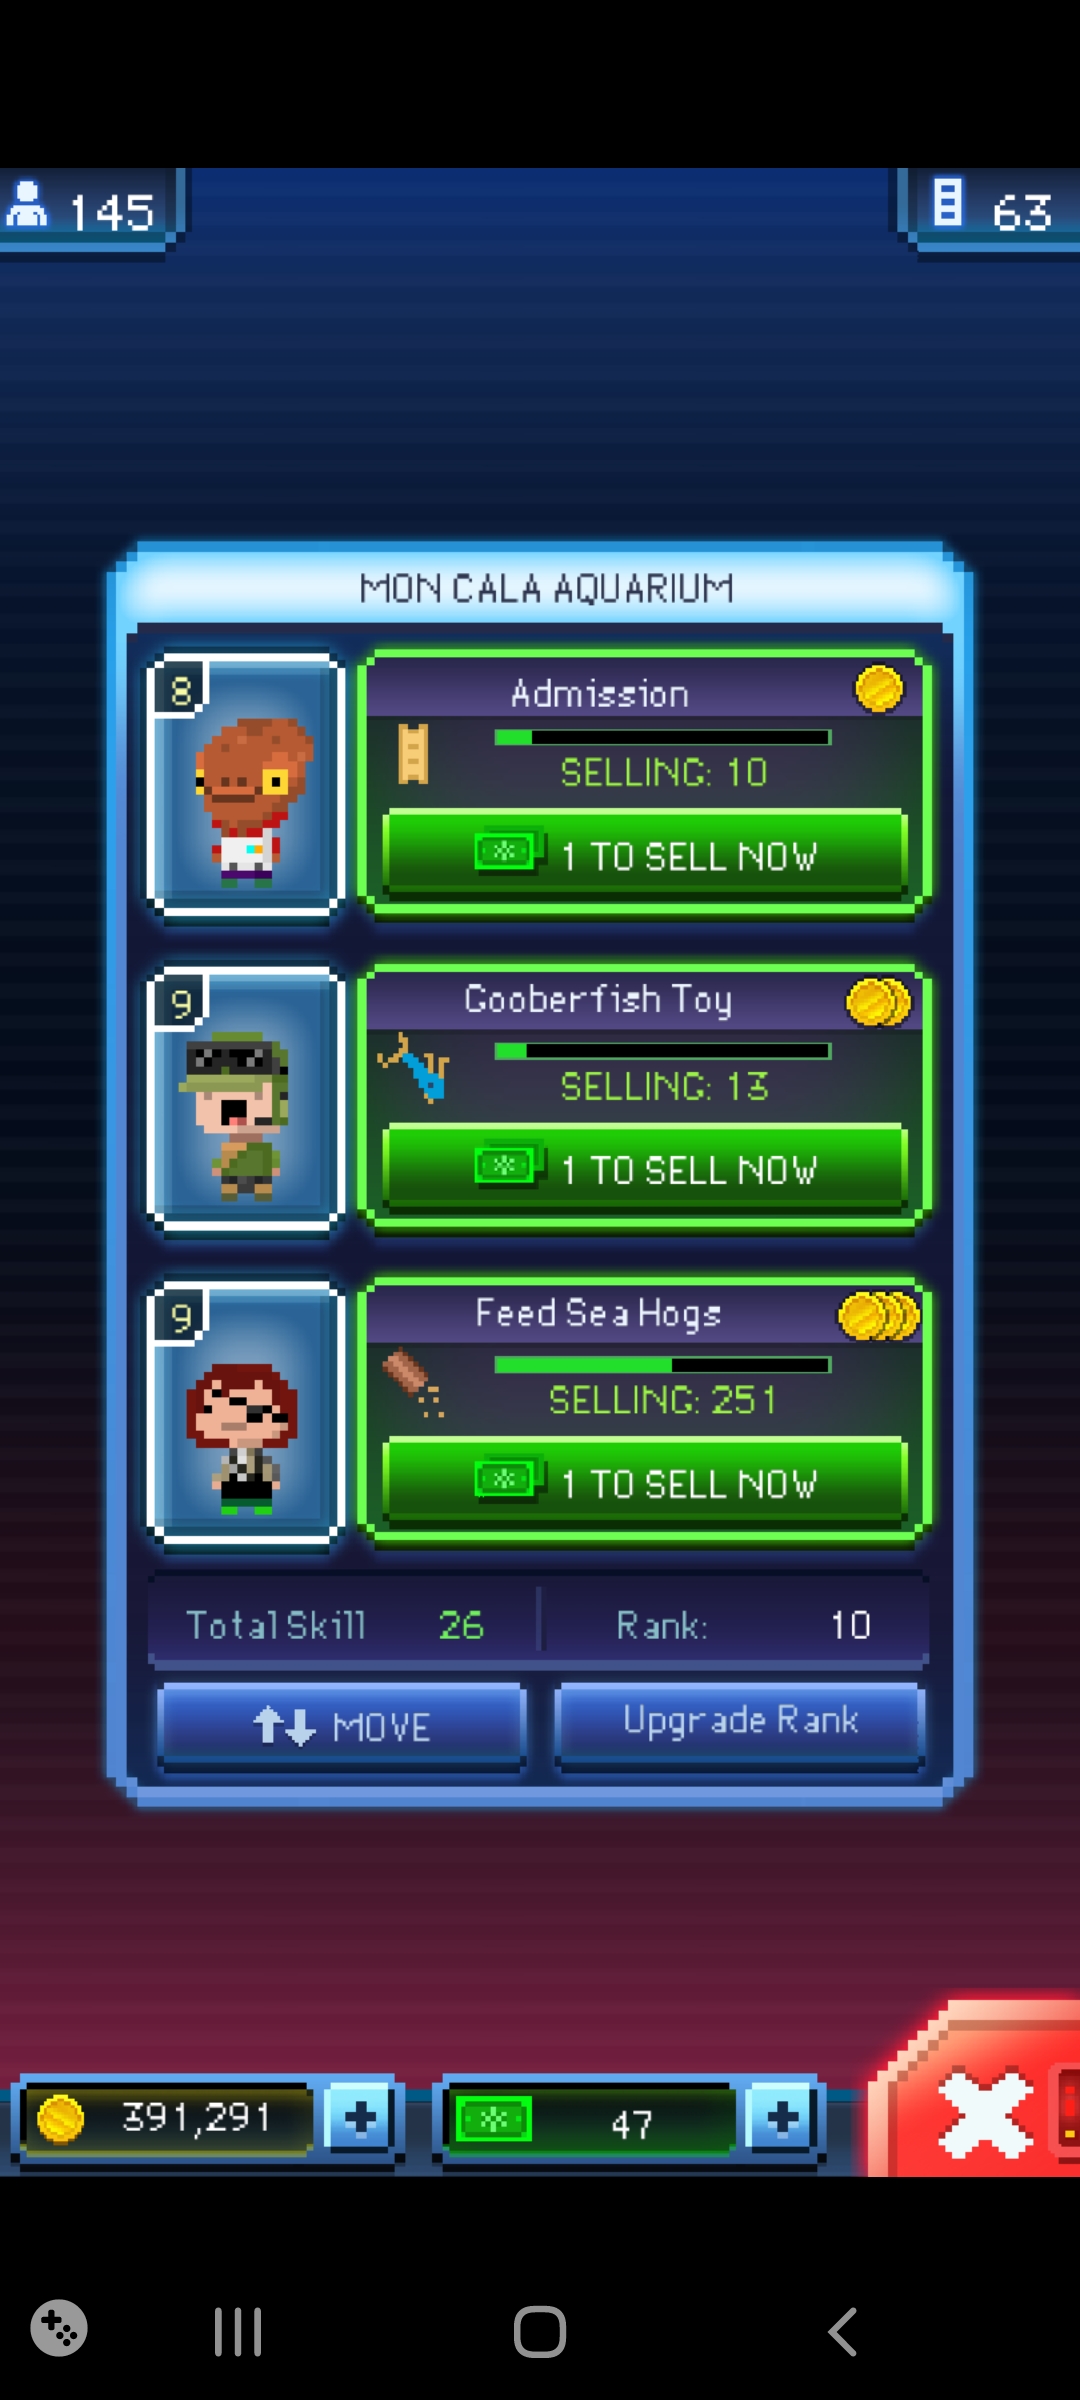 145
63
MON CALA AQUARIUM
8
Admission
SELLING: 10
1 TO SELL NOW
9
Gooberfish Toy
SELLING: 13
1 TO SELL NOW
9
Feed Sea Hogs
SELLING: 251
1 TO SELL NOW
Total Skill 26 Rank: 10
MOVE Upgrade Rank
391,291 47